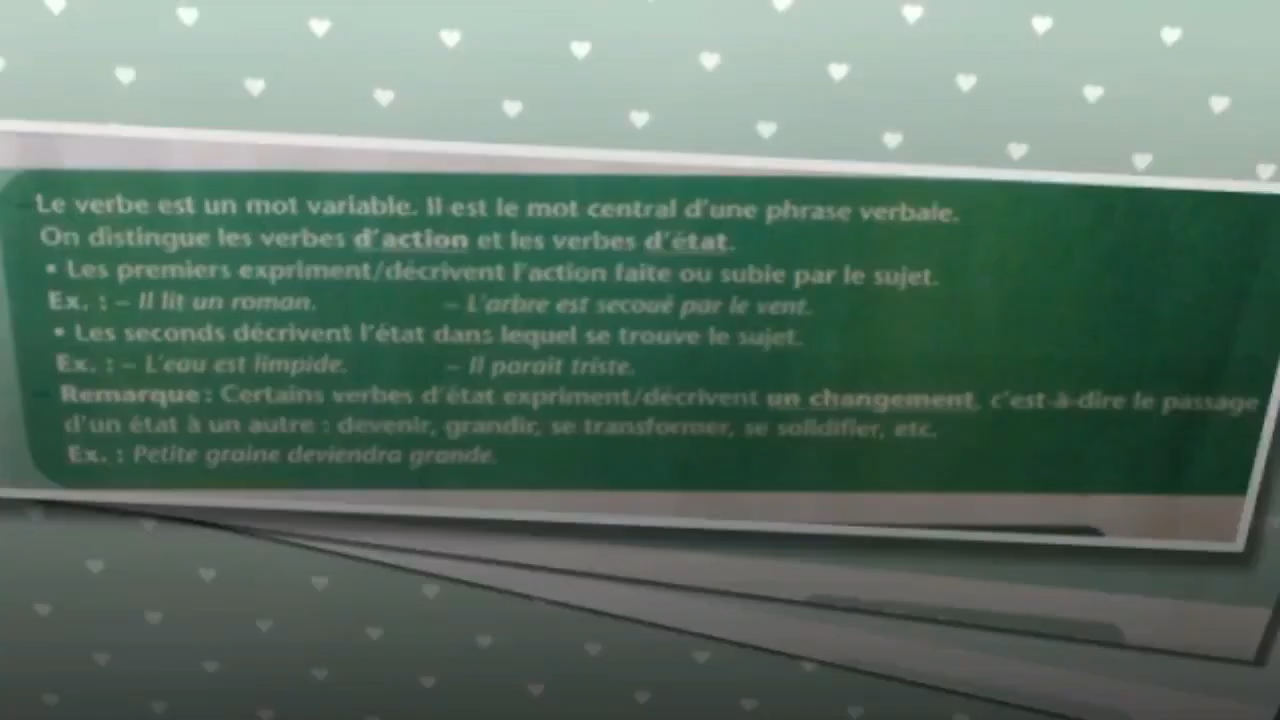 Le verbe est un mot variable. Il est le mot central d'une phrase verbale.
On distingue les verbes d'action et les verbes d'état.
• Les premiers expriment/décrivent l'action faite ou subie par le sujet.
Ex. : – Il lit un roman. – L'arbre est secoué par le vent.
• Les seconds décrivent l'état dans lequel se trouve le sujet.
Ex. : – L'eau est limpide. – Il paraît triste.
Remarque : Certains verbes d'état expriment/décrivent un changement, c'est-à-dire le passage
d'un état à un autre : devenir, grandir, se transformer, se solidifier, etc.
Ex. : Petite graine deviendra grande.